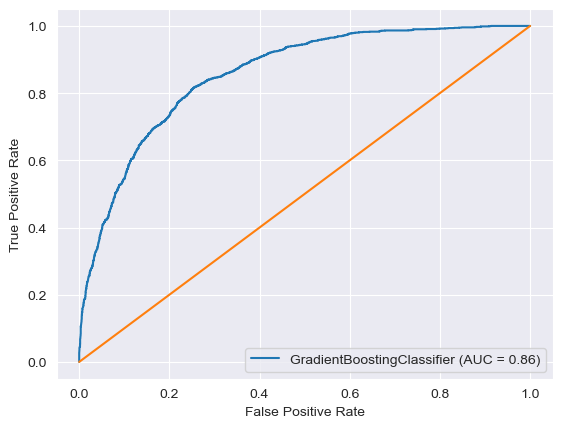 1.0
0.8
0.6
0.4
0.2
0.0
True Positive Rate
GradientBoostingClassifier (AUC = 0.86)
0.0 0.2 0.4 0.6 0.8 1.0
False Positive Rate